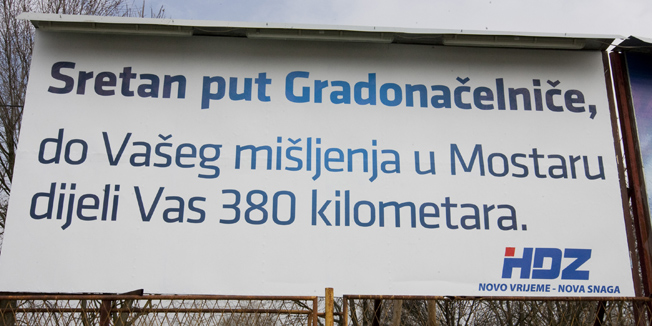 Sretan put Gradonačelniče,
do Vašeg mišljenja u Mostaru
dijeli Vas 380 kilometara.
HDZ
NOVO VRIJEME - NOVA SNAGA